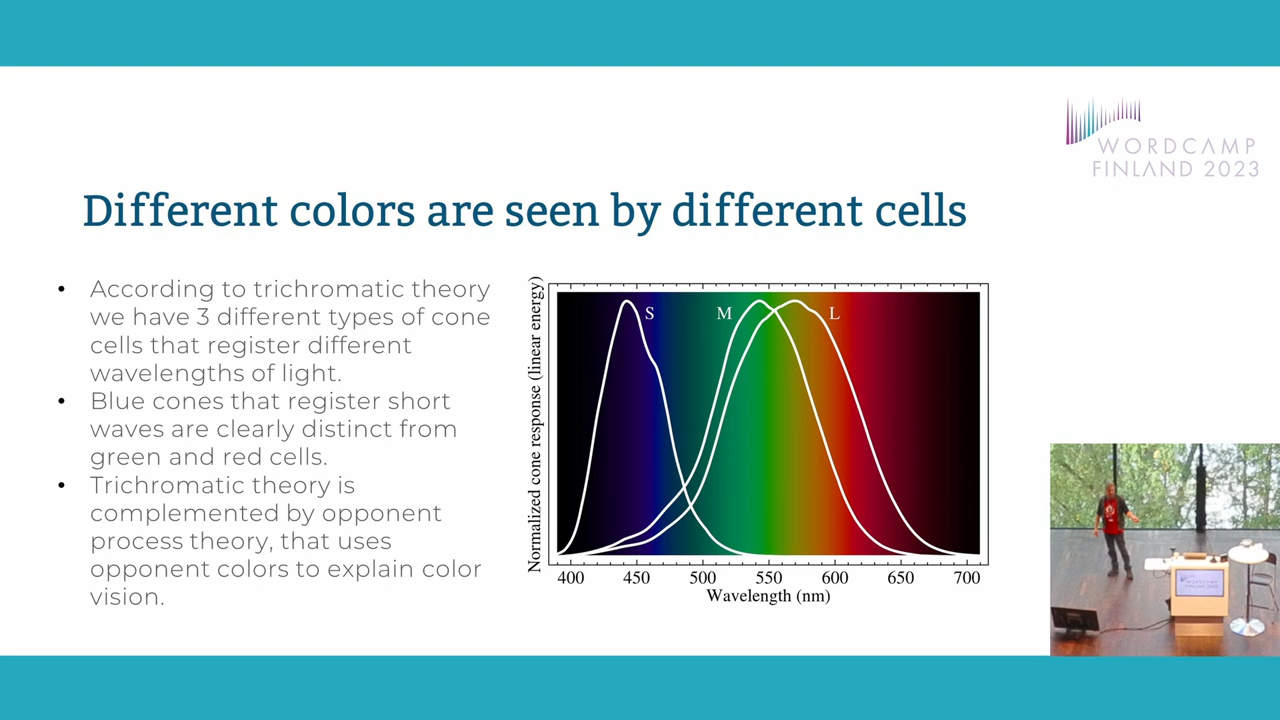 WORDCAMP
FINLAND 2023
Different colors are seen by different cells
• According to trichromatic theory
we have 3 different types of cone
cells that register different
wavelengths of light.
• Blue cones that register short
waves are clearly distinct from
green and red cells.
• Trichromatic theory is
complemented by opponent
process theory, that uses
opponent colors to explain color
vision.
Normalized cone response (linear energy)
S M L
400 450 500 550 600 650 700
Wavelength (nm)